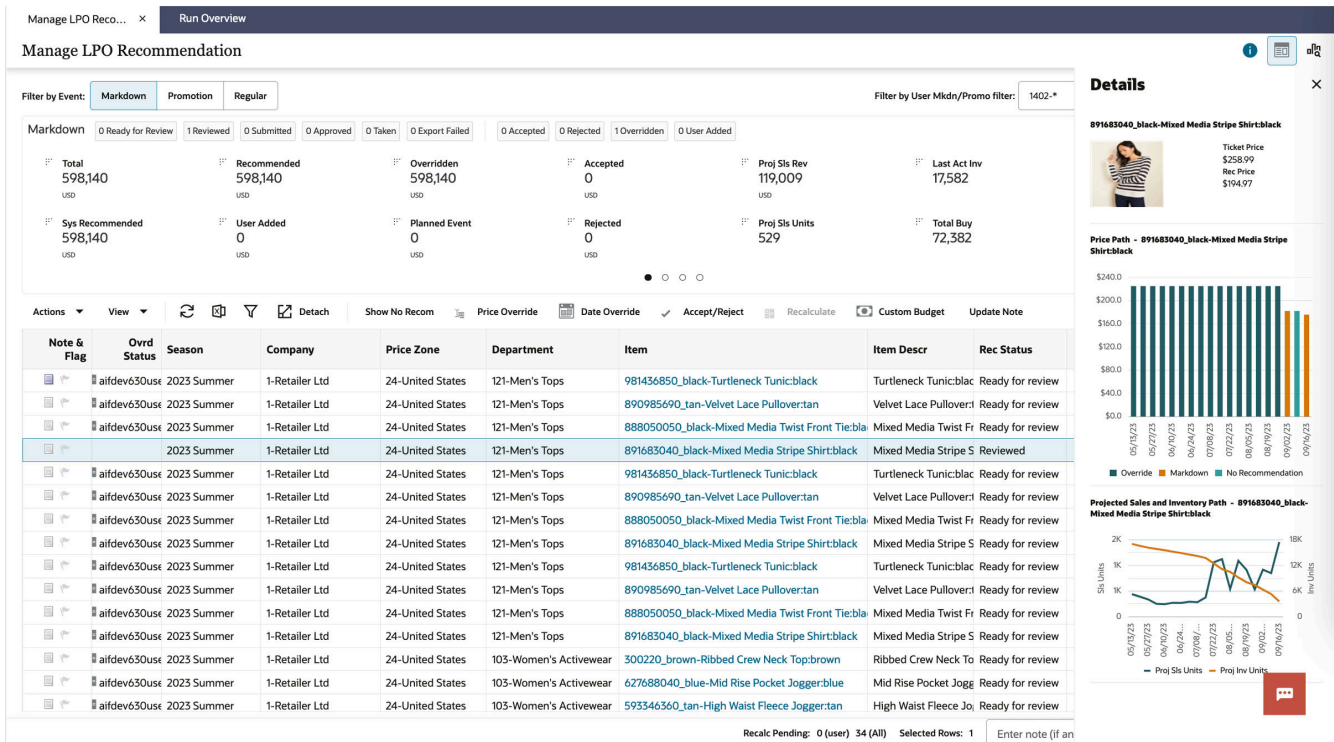 Manage LPO Reco... × Run Overview
Manage LPO Recommendation
Filter by Event: Markdown Promotion Regular Filter by User Mkdn/Promo filter: 1402-*
Markdown 0 Ready for Review 1 Reviewed 0 Submitted 0 Approved 0 Taken 0 Export Failed 0 Accepted 0 Rejected 1 Overridden 0 User Added
Total Recommended Overridden Accepted Proj Sls Rev Last Act Inv
598,140 598,140 598,140 0 119,009 17,582
USD USD USD USD USD
Sys Recommended User Added Planned Event Rejected Proj Sls Units Total Buy
598,140 0 0 0 529 72,382
USD USD USD USD
Actions View Detach Show No Recom Price Override Date Override Accept/Reject Recalculate Custom Budget Update Note
Note & Flag Ovrd Status Season Company Price Zone Department Item Item Descr Rec Status
aifdev630use 2023 Summer 1-Retailer Ltd 24-United States 121-Men's Tops 981436850_black-Turtleneck Tunic:black Turtleneck Tunic:blac Ready for review
aifdev630use 2023 Summer 1-Retailer Ltd 24-United States 121-Men's Tops 890985690_tan-Velvet Lace Pullover:tan Velvet Lace Pullover:t Ready for review
aifdev630use 2023 Summer 1-Retailer Ltd 24-United States 121-Men's Tops 888050050_black-Mixed Media Twist Front Tie:bla Mixed Media Twist Fr Ready for review
2023 Summer 1-Retailer Ltd 24-United States 121-Men's Tops 891683040_black-Mixed Media Stripe Shirt:black Mixed Media Stripe S Reviewed
aifdev630use 2023 Summer 1-Retailer Ltd 24-United States 121-Men's Tops 981436850_black-Turtleneck Tunic:black Turtleneck Tunic:blac Ready for review
aifdev630use 2023 Summer 1-Retailer Ltd 24-United States 121-Men's Tops 890985690_tan-Velvet Lace Pullover:tan Velvet Lace Pullover:t Ready for review
aifdev630use 2023 Summer 1-Retailer Ltd 24-United States 121-Men's Tops 888050050_black-Mixed Media Twist Front Tie:bla Mixed Media Twist Fr Ready for review
aifdev630use 2023 Summer 1-Retailer Ltd 24-United States 121-Men's Tops 891683040_black-Mixed Media Stripe Shirt:black Mixed Media Stripe S Ready for review
aifdev630use 2023 Summer 1-Retailer Ltd 24-United States 121-Men's Tops 981436850_black-Turtleneck Tunic:black Turtleneck Tunic:blac Ready for review
aifdev630use 2023 Summer 1-Retailer Ltd 24-United States 121-Men's Tops 890985690_tan-Velvet Lace Pullover:tan Velvet Lace Pullover:t Ready for review
aifdev630use 2023 Summer 1-Retailer Ltd 24-United States 121-Men's Tops 888050050_black-Mixed Media Twist Front Tie:bla Mixed Media Twist Fr Ready for review
aifdev630use 2023 Summer 1-Retailer Ltd 24-United States 121-Men's Tops 891683040_black-Mixed Media Stripe Shirt:black Mixed Media Stripe S Ready for review
aifdev630use 2023 Summer 1-Retailer Ltd 24-United States 103-Women's Activewear 300220_brown-Ribbed Crew Neck Top:brown Ribbed Crew Neck To Ready for review
aifdev630use 2023 Summer 1-Retailer Ltd 24-United States 103-Women's Activewear 627688040_blue-Mid Rise Pocket Jogger:blue Mid Rise Pocket Jogg Ready for review
aifdev630use 2023 Summer 1-Retailer Ltd 24-United States 103-Women's Activewear 593346360_tan-High Waist Fleece Jogger:tan High Waist Fleece Jo Ready for review
Recalc Pending: 0 (user) 34 (All) Selected Rows: 1 Enter note (if an
Details ×
891683040_black-Mixed Media Stripe Shirt:black
Ticket Price
$258.99
Rec Price
$194.97
Price Path - 891683040_black-Mixed Media Stripe
Shirt:black
$240.0
$200.0
$160.0
$120.0
$80.0
$40.0
$0.0
05/13/23 05/27/23 06/10/23 06/24/23 07/08/23 07/22/23 08/05/23 08/19/23 09/02/23 09/16/23
Override Markdown No Recommendation
Projected Sales and Inventory Path - 891683040_black-
Mixed Media Stripe Shirt:black
2K 18K
1K 12K
1K 6K
0 0
Sls Units Inv Units
05/13/23 05/27/23 06/10/23 06/24... 07/08/... 07/22/23 08/05... 08/19/23 09/02... 09/16/23
Proj Sls Units Proj Inv Units